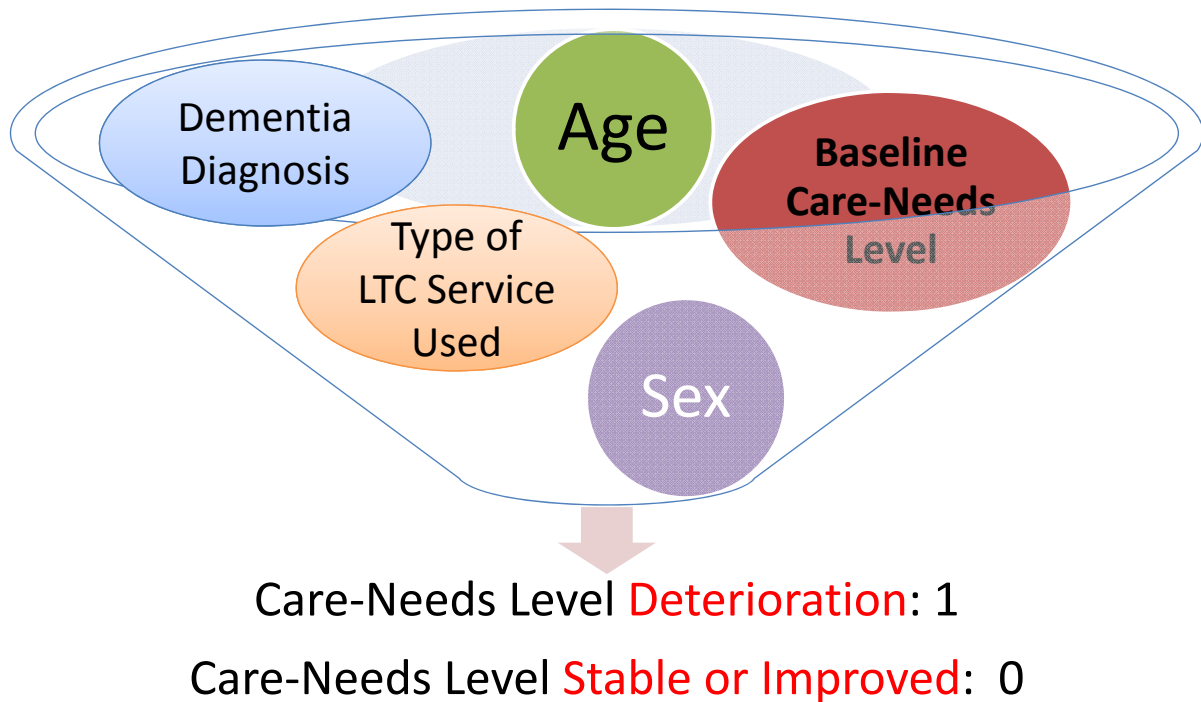 Dementia
Diagnosis
Age
Baseline
Care-Needs
Level
Type of
LTC Service
Used
Sex
Care-Needs Level Deterioration: 1
Care-Needs Level Stable or Improved:  0